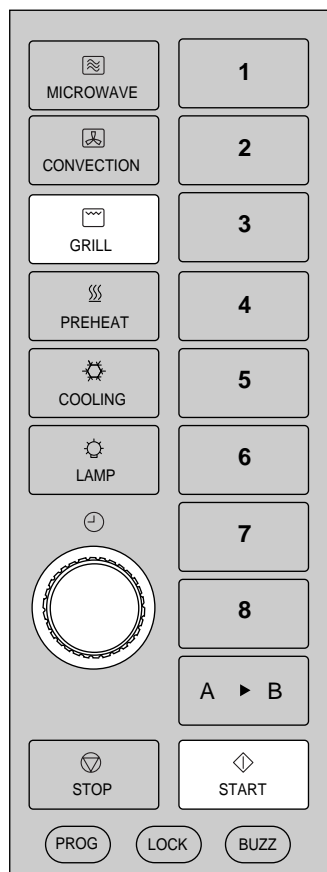 MICROWAVE
1
CONVECTION
2
GRILL
3
PREHEAT
4
COOLING
5
LAMP
6
7
8
A ▶ B
STOP
START
PROG
LOCK
BUZZ